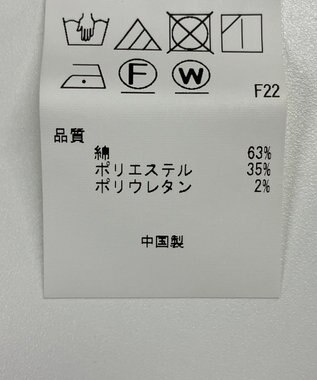 F W
F22
品質
綿 63%
ポリエステル 35%
ポリウレタン 2%
中国製